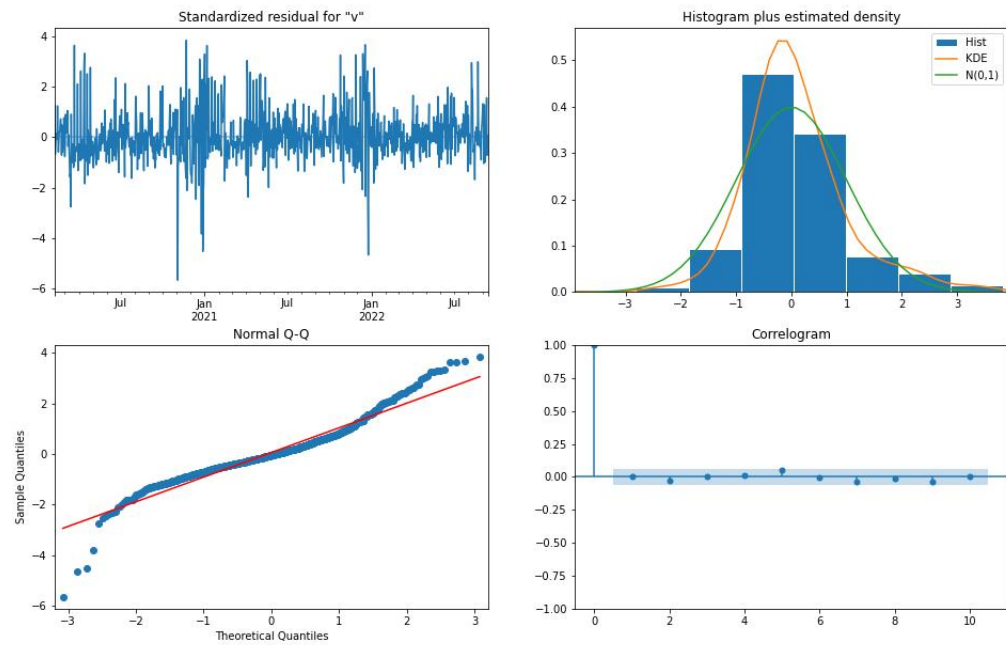 Standardized residual for "v"
4
2
0
−2
−4
−6
Jul
Jan
2021
Jul
Jan
2022
Jul
Histogram plus estimated density
Hist
KDE
N(0,1)
0.5
0.4
0.3
0.2
0.1
0.0
−3 −2 −1 0 1 2 3
Normal Q-Q
Sample Quantiles
4
2
0
−2
−4
−6
−3 −2 −1 0 1 2 3
Theoretical Quantiles
Correlogram
1.00
0.75
0.50
0.25
0.00
−0.25
−0.50
−0.75
−1.00
0 2 4 6 8 10